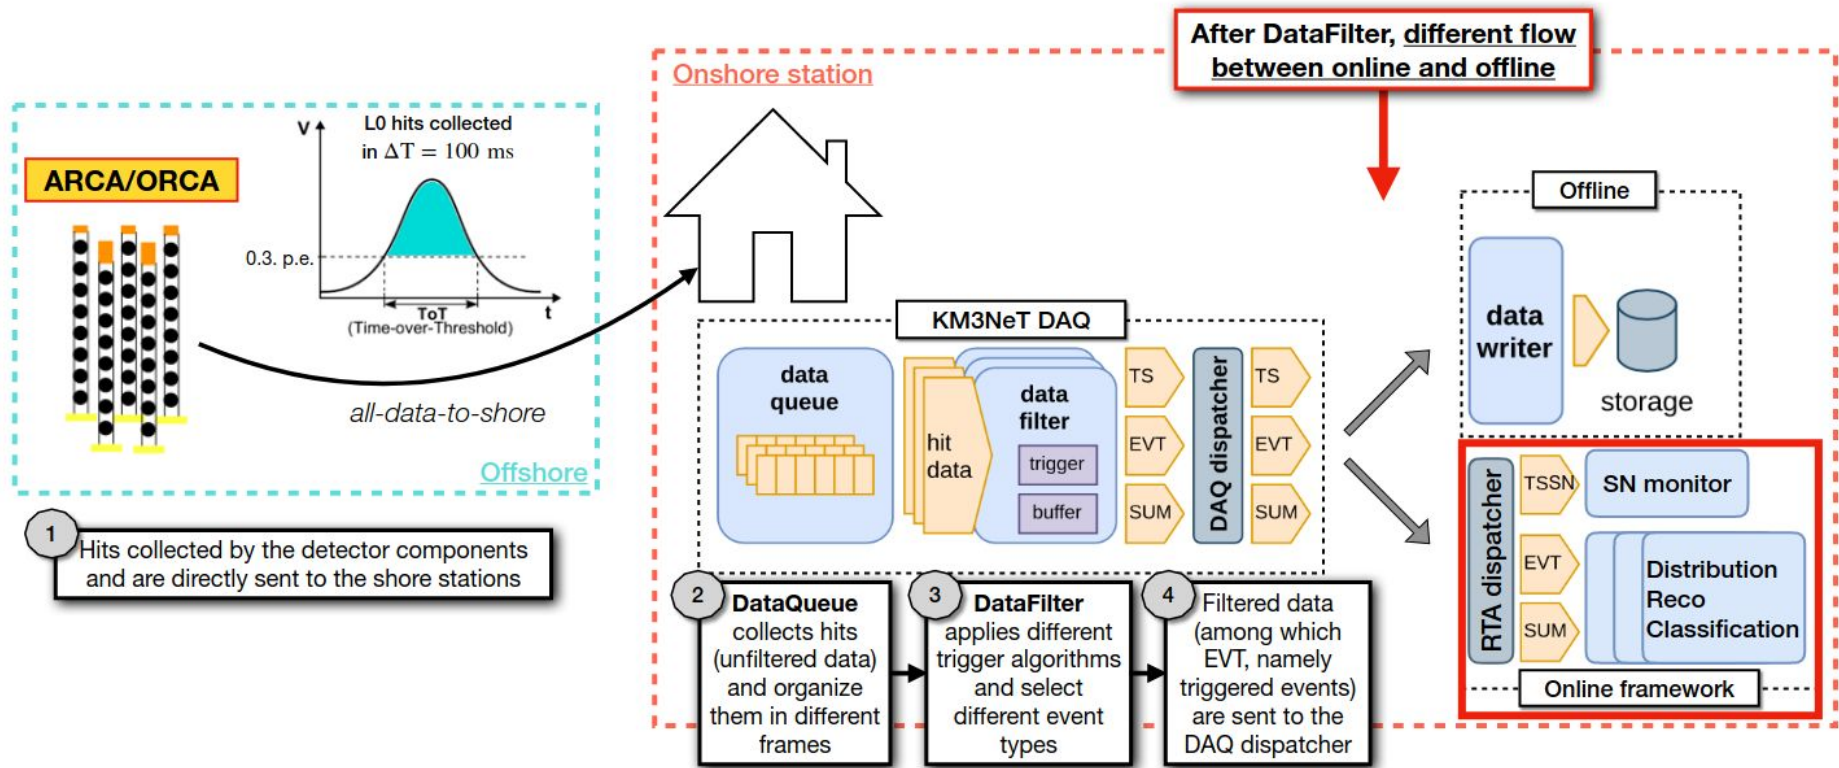 After DataFilter, different flow
between online and offline
Onshore station
ARCA/ORCA
V
L0 hits collected
in ΔT = 100 ms
0.3. p.e.
ToT
(Time-over-Threshold)
t
all-data-to-shore
Offshore
1
Hits collected by the detector components
and are directly sent to the shore stations
KM3NeT DAQ
data
queue
hit
data
data
filter
trigger
buffer
TS
EVT
SUM
DAQ dispatcher
TS
EVT
SUM
2
DataQueue
collects hits
(unfiltered data)
and organize
them in different
frames
3
DataFilter
applies different
trigger algorithms
and select
different event
types
4
Filtered data
(among which
EVT, namely
triggered events)
are sent to the
DAQ dispatcher
Offline
data
writer
storage
RTA dispatcher
TSSN
SN monitor
EVT
SUM
Distribution
Reco
Classification
Online framework